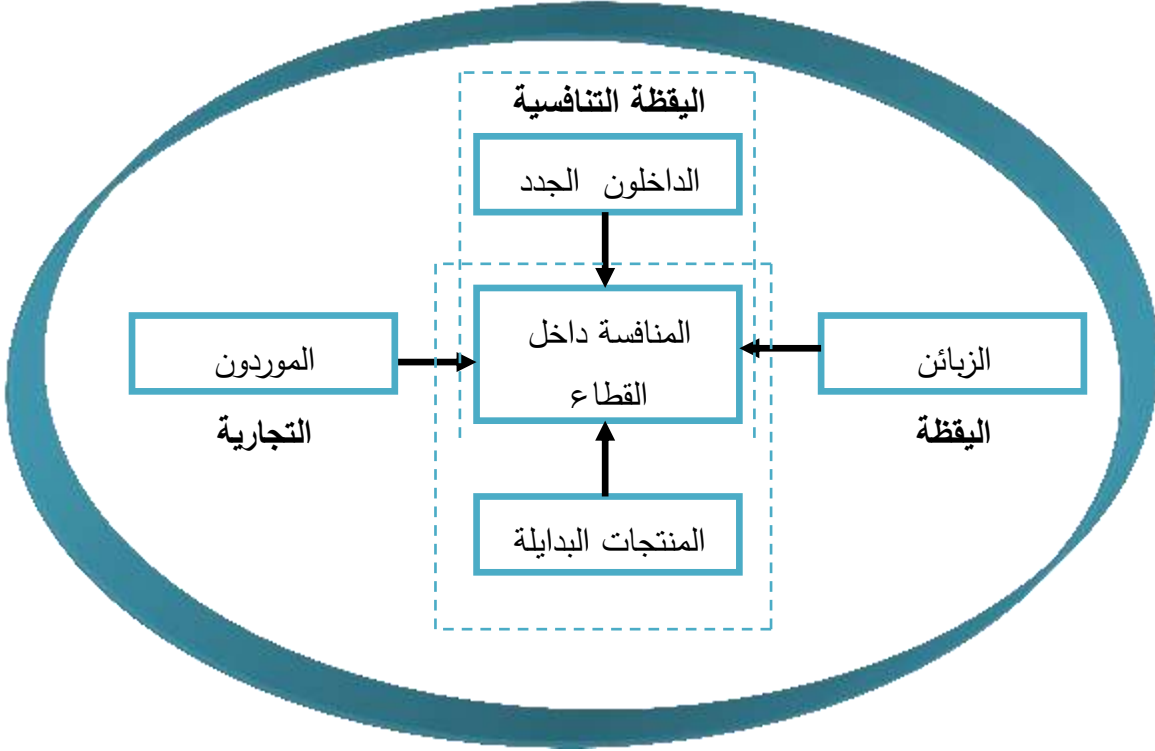 اليقظة التنافسية
الداخلون الجدد
المنافسة داخل
القطاع
الزبائن
الموردون
اليقظة
التجارية
المنتجات البدايلة